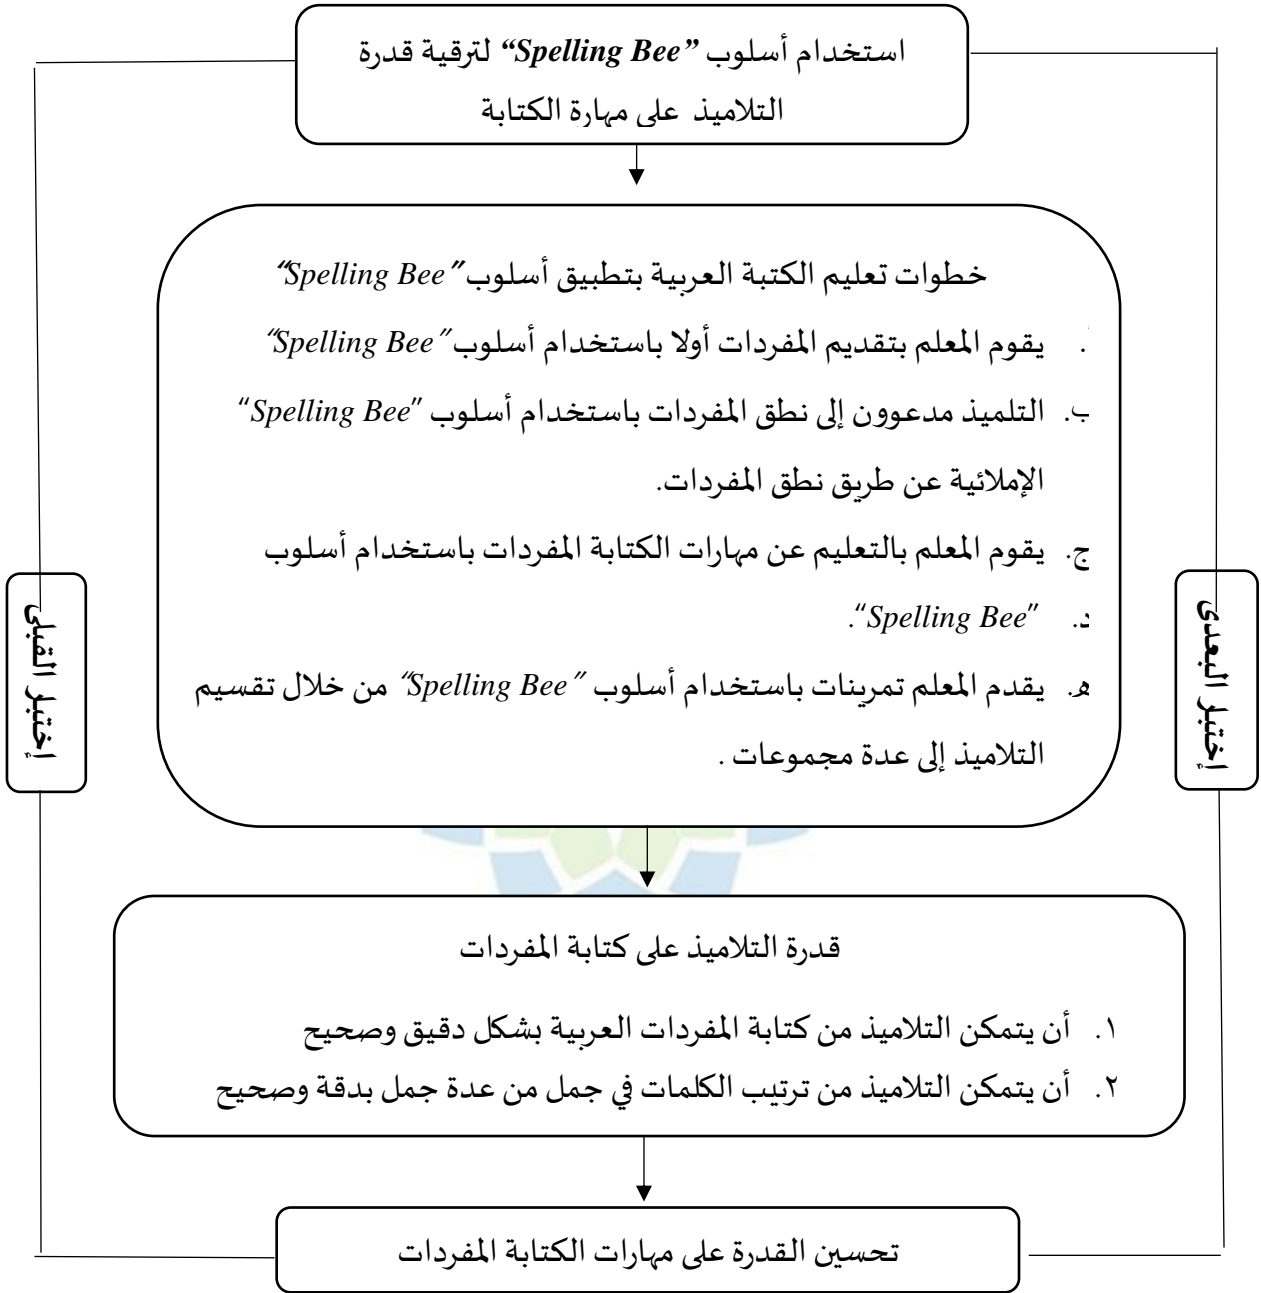 استخدام أسلوب “Spelling Bee” لترقية قدرة
التلاميذ على مهارة الكتابة
خطوات تعليم الكتبة العربية بتطبيق أسلوب “Spelling Bee”
أ. يقوم المعلم بتقديم المفردات أولا باستخدام أسلوب “Spelling Bee”
ب. التلميذ مدعوون إلى نطق المفردات باستخدام أسلوب “Spelling Bee”
الإملائية عن طريق نطق المفردات.
ج. يقوم المعلم بالتعليم عن مهارات الكتابة المفردات باستخدام أسلوب
د. “Spelling Bee”.
ه. يقدم المعلم تمرينات باستخدام أسلوب “Spelling Bee” من خلال تقسيم
التلاميذ إلى عدة مجموعات .
إختبار القبلى
إختبار البعدى
قدرة التلاميذ على كتابة المفردات
١. أن يتمكن التلاميذ من كتابة المفردات العربية بشكل دقيق وصحيح
٢. أن يتمكن التلاميذ من ترتيب الكلمات في جمل من عدة جمل بدقة وصحيح
تحسين القدرة على مهارات الكتابة المفردات